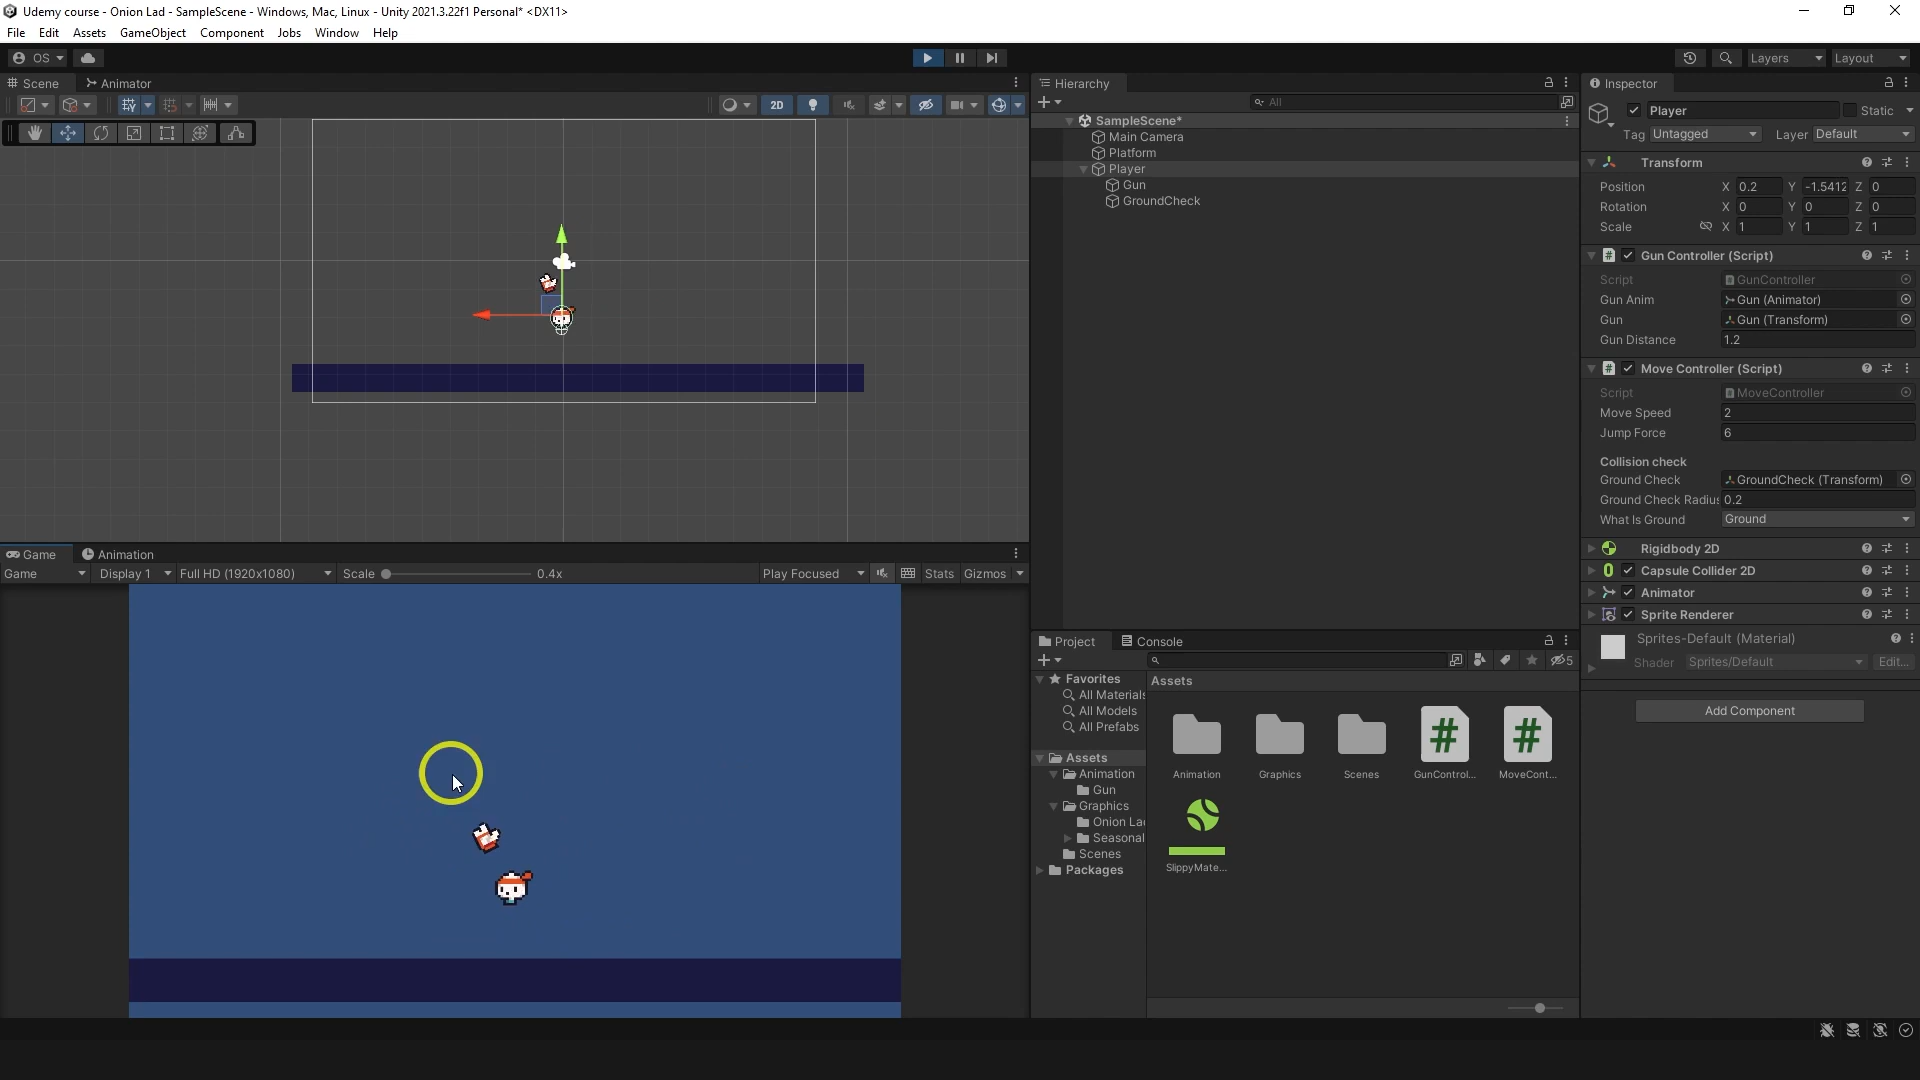 Udemy course - Onion Lad - SampleScene - Windows, Mac, Linux - Unity 2021.3.22f1 Personal* <DX11>
File Edit Assets GameObject Component Jobs Window Help
OS Layers Layout
Scene Animator
2D
Hierarchy
All
SampleScene*
Main Camera
Platform
Player
Gun
GroundCheck
Inspector
Player Static
Tag Untagged Layer Default
Transform
Position X 0.2 Y -1.5412 Z 0
Rotation X 0 Y 0 Z 0
Scale X 1 Y 1 Z 1
Gun Controller (Script)
Script GunController
Gun Anim Gun (Animator)
Gun Gun (Transform)
Gun Distance 1.2
Move Controller (Script)
Script MoveController
Move Speed 2
Jump Force 6
Collision check
Ground Check GroundCheck (Transform)
Ground Check Radius 0.2
What Is Ground Ground
Rigidbody 2D
Capsule Collider 2D
Animator
Sprite Renderer
Sprites-Default (Material)
Shader Sprites/Default Edit...
Add Component
Game Animation
Game Display 1 Full HD (1920x1080) Scale 0.4x Play Focused Stats Gizmos
Project Console
5
Favorites
All Materials
All Models
All Prefabs
Assets
Animation
Gun
Graphics
Onion La
Seasonal
Scenes
Packages
Assets
Animation Graphics Scenes GunControl... MoveCont...
SlippyMate...